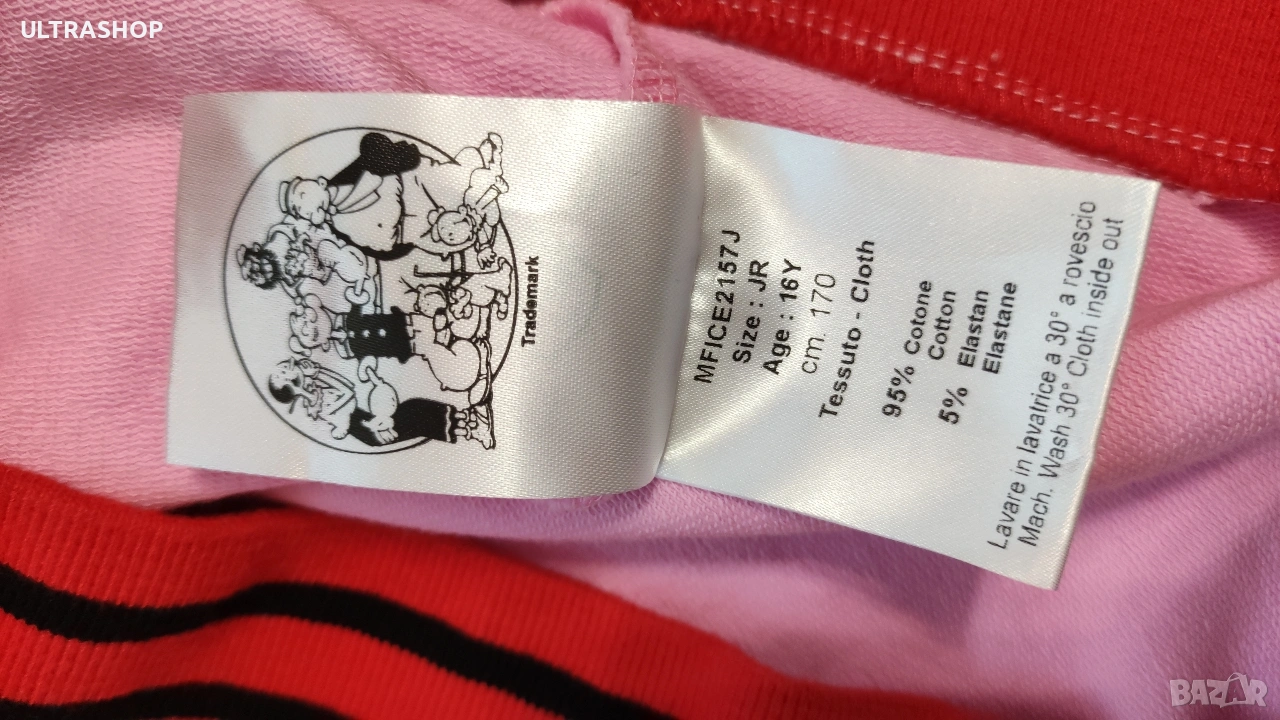 ULTRASHOP
Trademark
MFICE2157J
Size : JR
Age : 16Y
cm. 170
Tessuto - Cloth
95% Cotone
Cotton
5% Elastan
Elastane
Lavare in lavatrice a 30° a rovescio
Mach. Wash 30° Cloth inside out
BAZAR